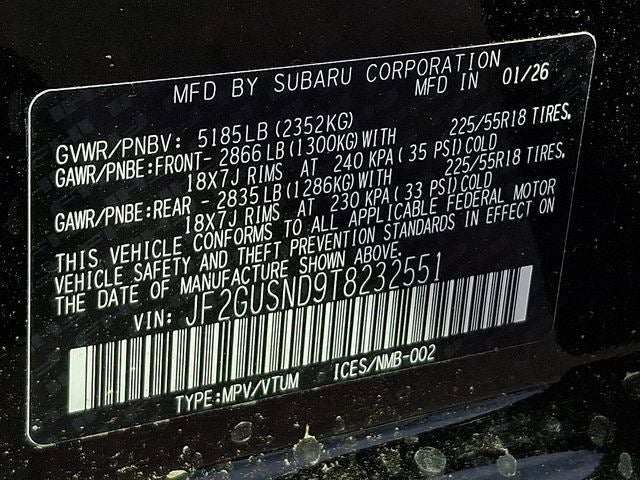 MFD BY SUBARU CORPORATION
MFD IN 01/26
GVWR/PNBV: 5185LB (2352KG)
GAWR/PNBE:FRONT- 2866 LB (1300KG) WITH 225/55R18 TIRES,
18X7J RIMS AT 240 KPA ( 35 PSI) COLD
GAWR/PNBE:REAR - 2835 LB (1286KG) WITH 225/55R18 TIRES,
18X7J RIMS AT 230 KPA ( 33 PSI) COLD
THIS VEHICLE CONFORMS TO ALL APPLICABLE FEDERAL MOTOR
VEHICLE SAFETY AND THEFT PREVENTION STANDARDS IN EFFECT ON
THE DATE OF MANUFACTURE SHOWN ABOVE.
VIN: JF2GUSND9T8232551
TYPE:MPV/VTUM ICES/NMB-002